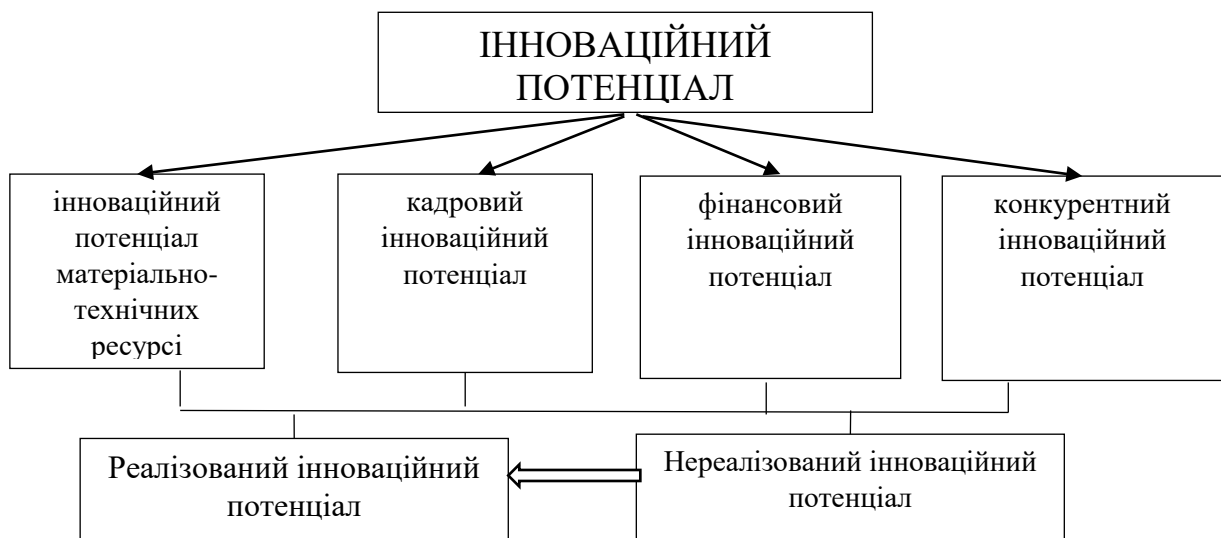 ІННОВАЦІЙНИЙ
ПОТЕНЦІАЛ
інноваційний
потенціал
матеріально-
технічних
ресурсі
кадровий
інноваційний
потенціал
фінансовий
інноваційний
потенціал
конкурентний
інноваційний
потенціал
Реалізований інноваційний
потенціал
Нереалізований інноваційний
потенціал